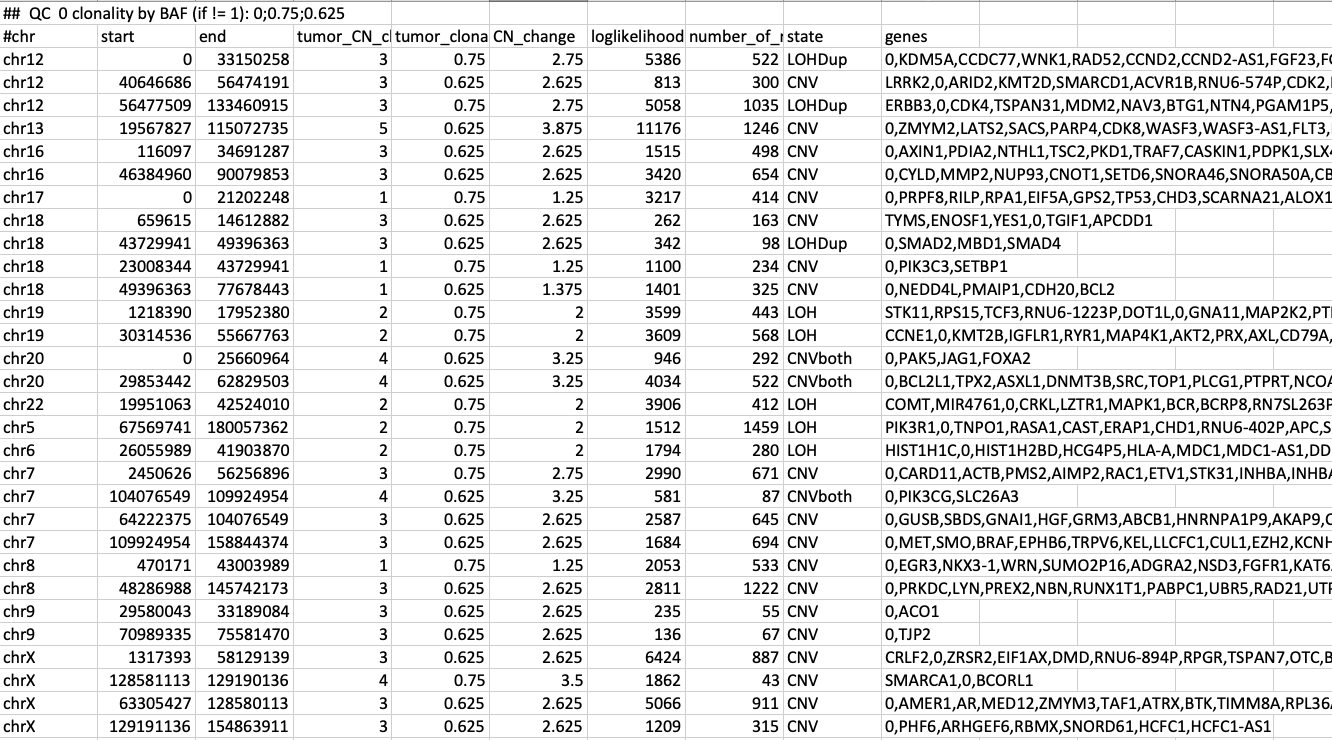 ## QC 0 clonality by BAF (if != 1): 0;0.75;0.625
#chr start end tumor_CN_cl tumor_clona CN_change loglikelihood number_of_r state genes
chr12 0 33150258 3 0.75 2.75 5386 522 LOHDup 0,KDM5A,CCDC77,WNK1,RAD52,CCND2,CCND2-AS1,FGF23,FO
chr12 40646686 56474191 3 0.625 2.625 813 300 CNV LRRK2,0,ARID2,KMT2D,SMARCD1,ACVR1B,RNU6-574P,CDK2,
chr12 56477509 133460915 3 0.75 2.75 5058 1035 LOHDup ERBB3,0,CDK4,TSPAN31,MDM2,NAV3,BTG1,NTN4,PGAM1P5,
chr13 19567827 115072735 5 0.625 3.875 11176 1246 CNV 0,ZMYM2,LATS2,SACS,PARP4,CDK8,WASF3,WASF3-AS1,FLT3,
chr16 116097 34691287 3 0.625 2.625 1515 498 CNV 0,AXIN1,PDIA2,NTHL1,TSC2,PKD1,TRAF7,CASKIN1,PDPK1,SLX4
chr16 46384960 90079853 3 0.625 2.625 3420 654 CNV 0,CYLD,MMP2,NUP93,CNOT1,SETD6,SNORA46,SNORA50A,CB
chr17 0 21202248 1 0.75 1.25 3217 414 CNV 0,PRPF8,RILP,RPA1,EIF5A,GPS2,TP53,CHD3,SCARNA21,ALOX1
chr18 659615 14612882 3 0.625 2.625 262 163 CNV TYMS,ENOSF1,YES1,0,TGIF1,APCDD1
chr18 43729941 49396363 3 0.625 2.625 342 98 LOHDup 0,SMAD2,MBD1,SMAD4
chr18 23008344 43729941 1 0.75 1.25 1100 234 CNV 0,PIK3C3,SETBP1
chr18 49396363 77678443 1 0.625 1.375 1401 325 CNV 0,NEDD4L,PMAIP1,CDH20,BCL2
chr19 1218390 17952380 2 0.75 2 3599 443 LOH STK11,RPS15,TCF3,RNU6-1223P,DOT1L,0,GNA11,MAP2K2,PT
chr19 30314536 55667763 2 0.75 2 3609 568 LOH CCNE1,0,KMT2B,IGFLR1,RYR1,MAP4K1,AKT2,PRX,AXL,CD79A,
chr20 0 25660964 4 0.625 3.25 946 292 CNVboth 0,PAK5,JAG1,FOXA2
chr20 29853442 62829503 4 0.625 3.25 4034 522 CNVboth 0,BCL2L1,TPX2,ASXL1,DNMT3B,SRC,TOP1,PLCG1,PTPRT,NCOA
chr22 19951063 42524010 2 0.75 2 3906 412 LOH COMT,MIR4761,0,CRKL,LZTR1,MAPK1,BCR,BCRP8,RN7SL263P
chr5 67569741 180057362 2 0.75 2 1512 1459 LOH PIK3R1,0,TNPO1,RASA1,CAST,ERAP1,CHD1,RNU6-402P,APC,S
chr6 26055989 41903870 2 0.75 2 1794 280 LOH HIST1H1C,0,HIST1H2BD,HCG4P5,HLA-A,MDC1,MDC1-AS1,DD
chr7 2450626 56256896 3 0.75 2.75 2990 671 CNV 0,CARD11,ACTB,PMS2,AIMP2,RAC1,ETV1,STK31,INHBA,INHBA
chr7 104076549 109924954 4 0.625 3.25 581 87 CNVboth 0,PIK3CG,SLC26A3
chr7 64222375 104076549 3 0.625 2.625 2587 645 CNV 0,GUSB,SBDS,GNAI1,HGF,GRM3,ABCB1,HNRNPA1P9,AKAP9,C
chr7 109924954 158844374 3 0.625 2.625 1684 694 CNV 0,MET,SMO,BRAF,EPHB6,TRPV6,KEL,LLCFC1,CUL1,EZH2,KCNH
chr8 470171 43003989 1 0.75 1.25 2053 533 CNV 0,EGR3,NKX3-1,WRN,SUMO2P16,ADGRA2,NSD3,FGFR1,KAT6
chr8 48286988 145742173 3 0.625 2.625 2811 1222 CNV 0,PRKDC,LYN,PREX2,NBN,RUNX1T1,PABPC1,UBR5,RAD21,UTP
chr9 29580043 33189084 3 0.625 2.625 235 55 CNV 0,ACO1
chr9 70989335 75581470 3 0.625 2.625 136 67 CNV 0,TJP2
chrX 1317393 58129139 3 0.625 2.625 6424 887 CNV CRLF2,0,ZRSR2,EIF1AX,DMD,RNU6-894P,RPGR,TSPAN7,OTC,B
chrX 128581113 129190136 4 0.75 3.5 1862 43 CNV SMARCA1,0,BCORL1
chrX 63305427 128580113 3 0.625 2.625 5066 911 CNV 0,AMER1,AR,MED12,ZMYM3,TAF1,ATRX,BTK,TIMM8A,RPL36A
chrX 129191136 154863911 3 0.625 2.625 1209 315 CNV 0,PHF6,ARHGEF6,RBMX,SNORD61,HCFC1,HCFC1-AS1